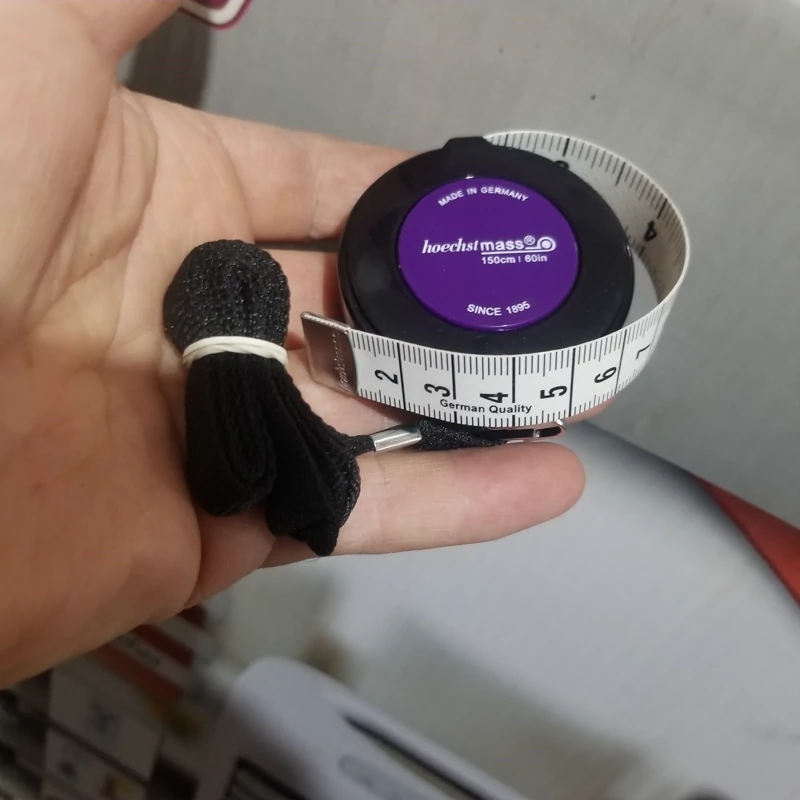 MADE IN GERMANY
hoechstmass®
150cm | 60in
SINCE 1895
2 3 4 5 6 7
German Quality
4